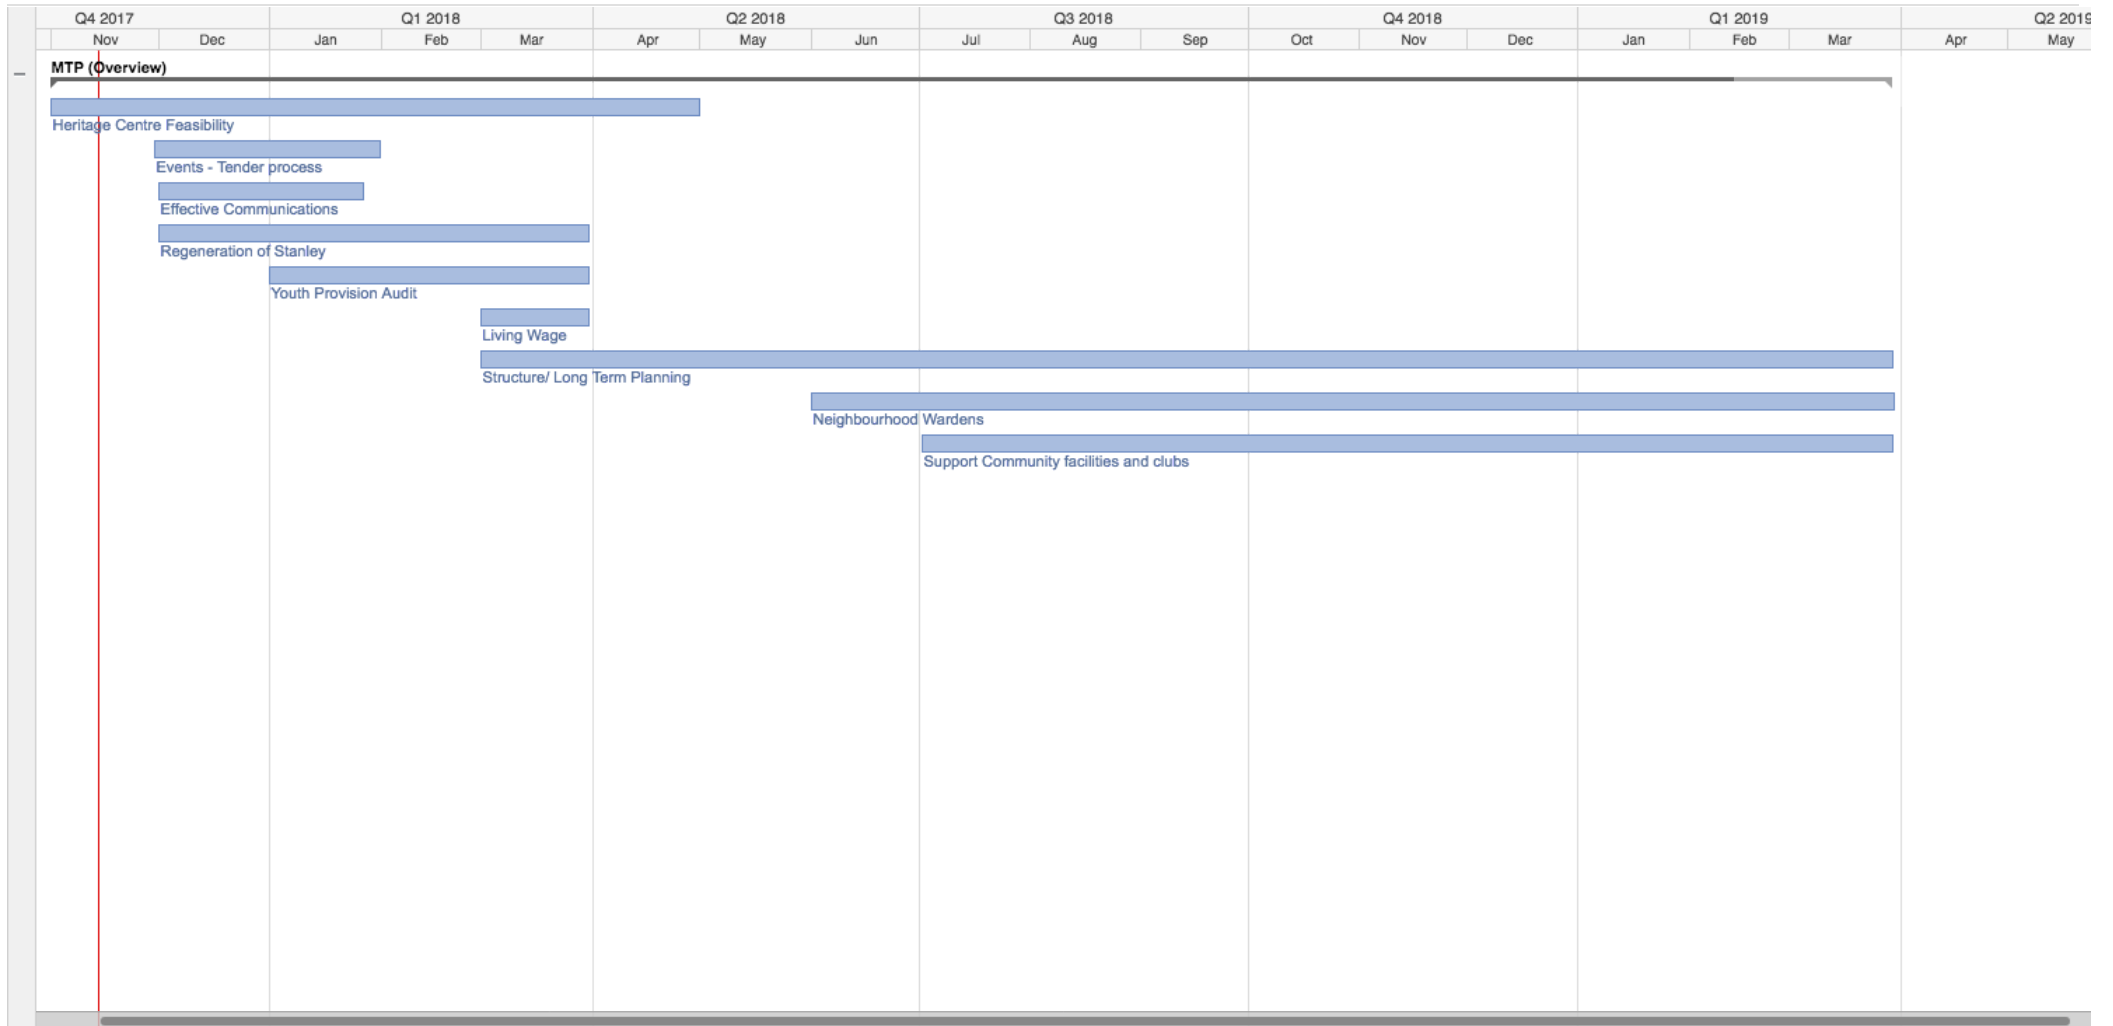 Q4 2017 Q1 2018 Q2 2018 Q3 2018 Q4 2018 Q1 2019 Q2 2019
Nov Dec Jan Feb Mar Apr May Jun Jul Aug Sep Oct Nov Dec Jan Feb Mar Apr May
MTP (Overview)
Heritage Centre Feasibility
Events - Tender process
Effective Communications
Regeneration of Stanley
Youth Provision Audit
Living Wage
Structure/ Long Term Planning
Neighbourhood Wardens
Support Community facilities and clubs